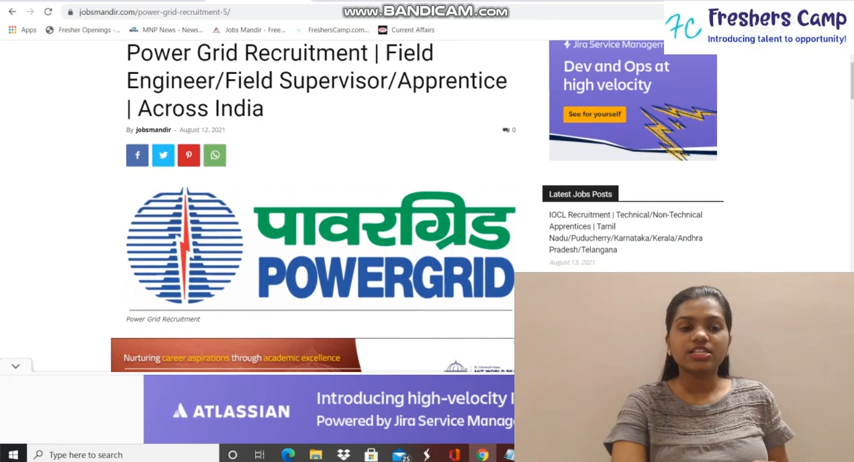 jobsmandir.com/power-grid-recruitment-5/
www.BANDICAM.com
Freshers Camp
Introducing talent to opportunity!
Apps
Fresher Openings -...
MNP News - News...
Jobs Mandir - Free...
FreshersCamp.com...
Current Affairs
Power Grid Recruitment | Field
Engineer/Field Supervisor/Apprentice
| Across India
By jobsmandir - August 12, 2021
0
पावरग्रिड
POWERGRID
Power Grid Recruitment
Nurturing career aspirations through academic excellence
Jira Service Managem
Dev and Ops at
high velocity
See for yourself
Latest Jobs Posts
IOCL Recruitment | Technical/Non-Technical
Apprentices | Tamil
Nadu/Puducherry/Karnataka/Kerala/Andhra
Pradesh/Telangana
August 13, 2021
ATLASSIAN
Introducing high-velocity I
Powered by Jira Service Manag
Type here to search